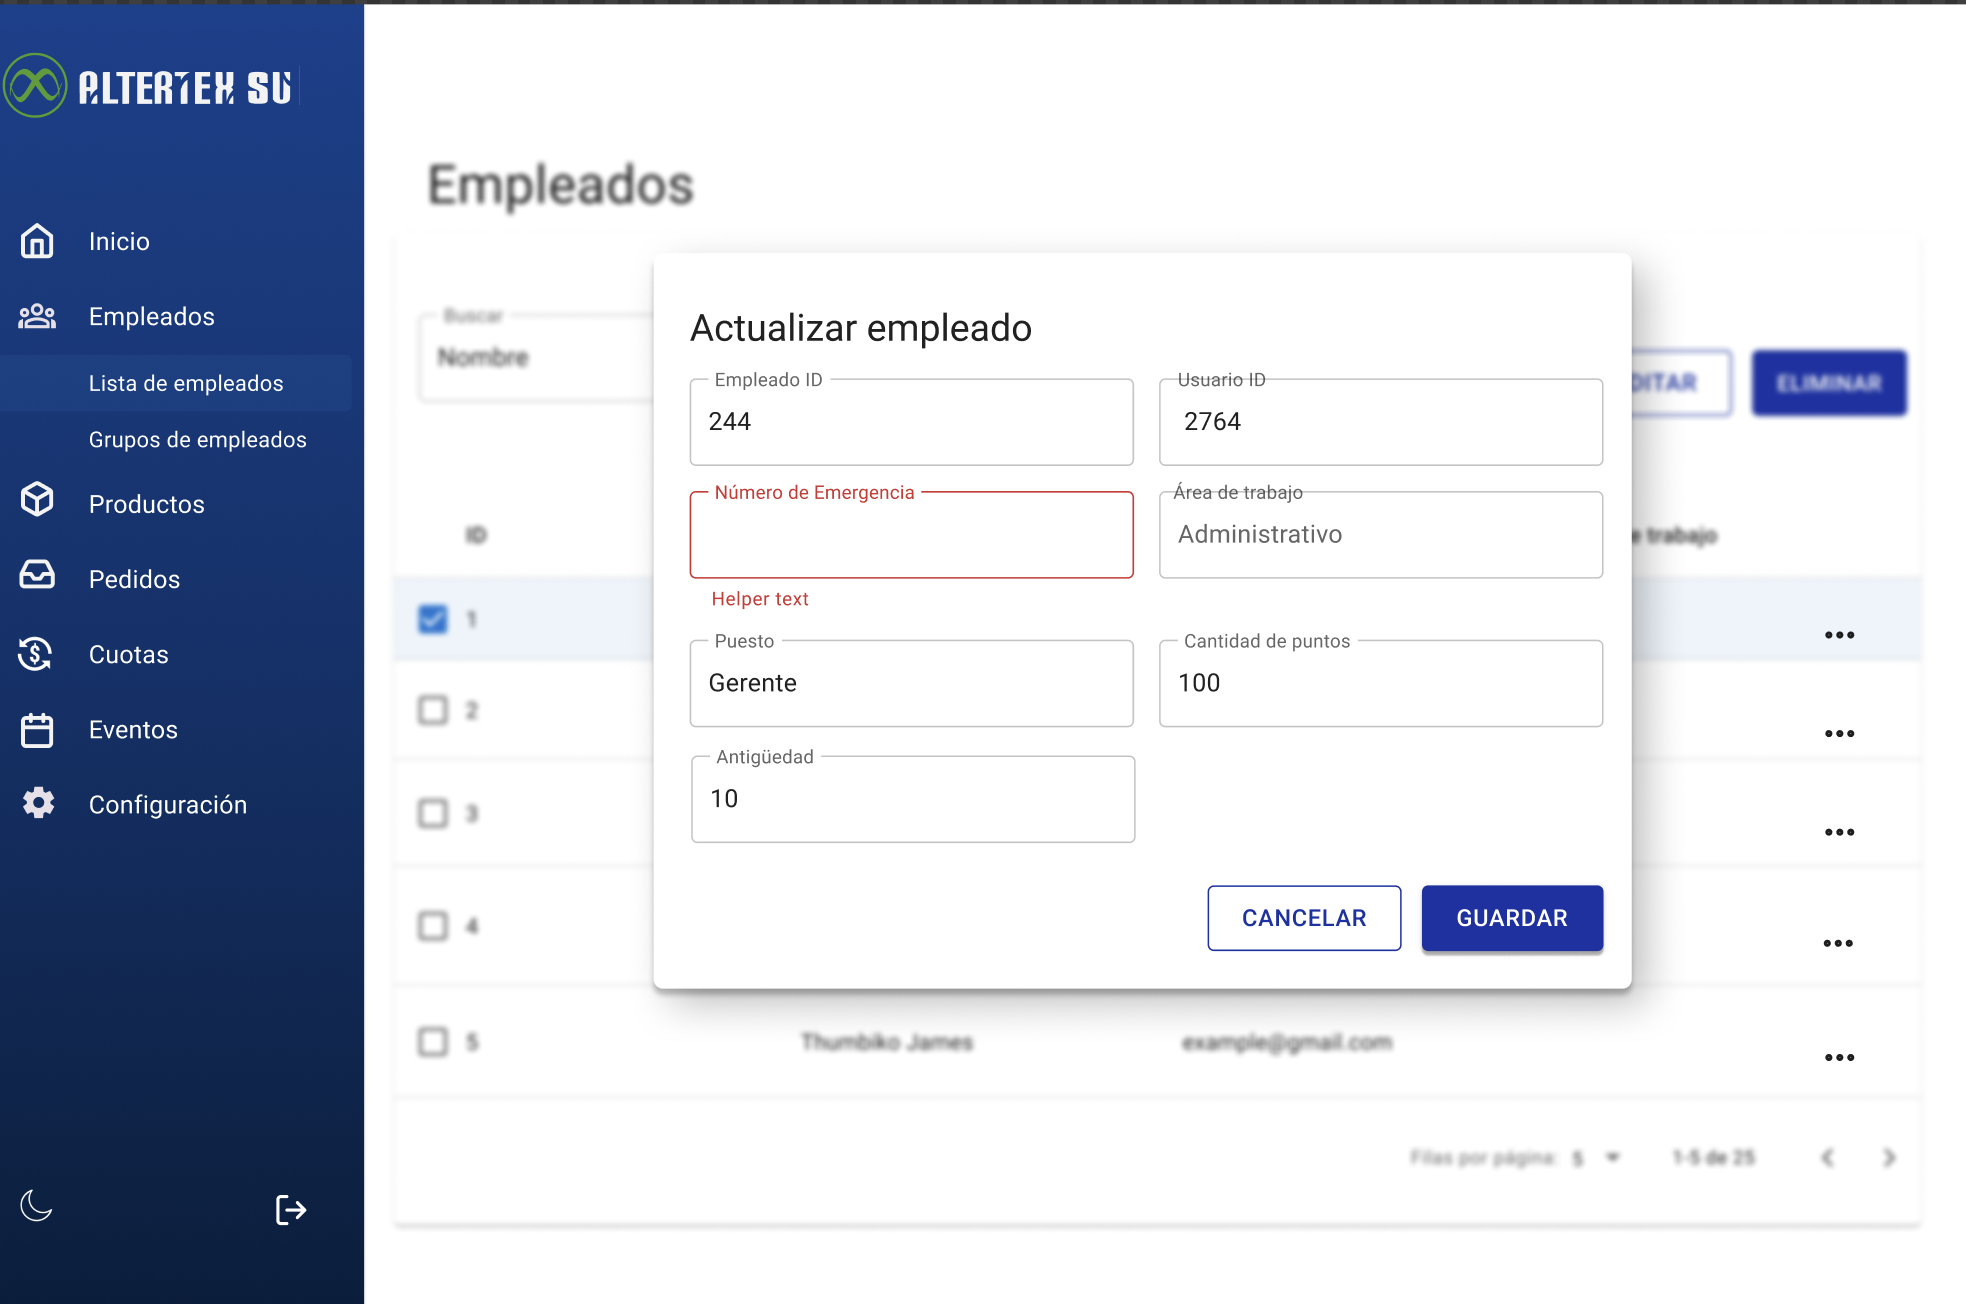 ALTERTEX SU
Inicio
Empleados
Lista de empleados
Grupos de empleados
Productos
Pedidos
Cuotas
Eventos
Configuración
Empleados
Buscar
Nombre
DITAR
ELIMINAR
ID
e trabajo
1
2
3
4
5 Thumbiko James example@gmail.com
Filas por página: 5 1-5 de 25
Actualizar empleado
Empleado ID
244
Usuario ID
2764
Número de Emergencia
Helper text
Área de trabajo
Administrativo
Puesto
Gerente
Cantidad de puntos
100
Antigüedad
10
CANCELAR
GUARDAR